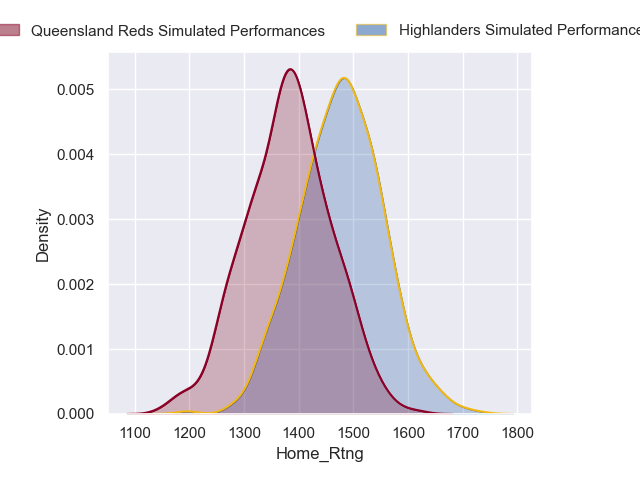 Queensland Reds Simulated Performances
Highlanders Simulated Performance
0.005
0.004
0.003
0.002
0.001
0.000
Density
1100 1200 1300 1400 1500 1600 1700 1800
Home_Rtng